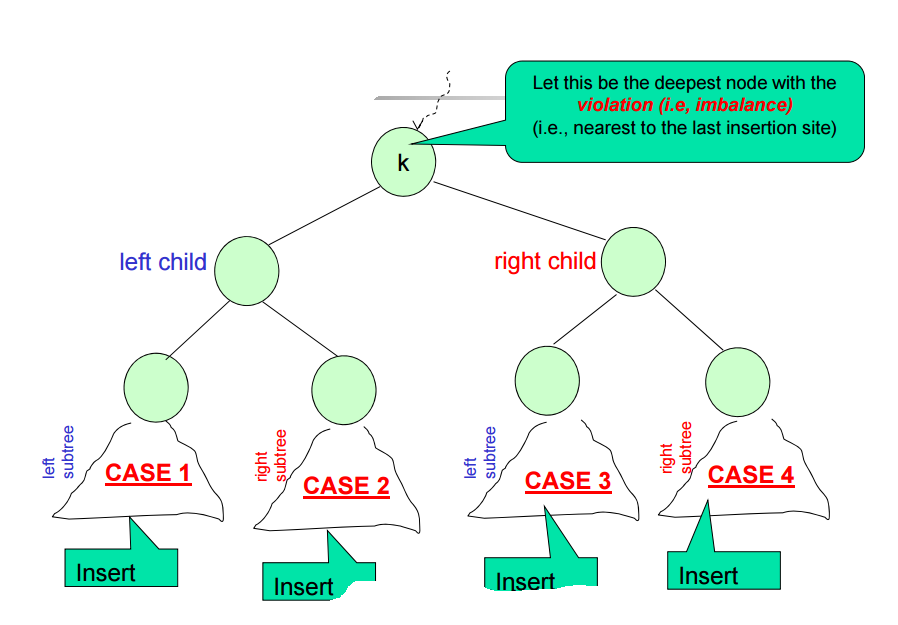 Let this be the deepest node with the
violation (i.e, imbalance)
(i.e., nearest to the last insertion site)
k
left child
right child
left
subtree
CASE 1
right
subtree
CASE 2
left
subtree
CASE 3
right
subtree
CASE 4
Insert
Insert
Insert
Insert